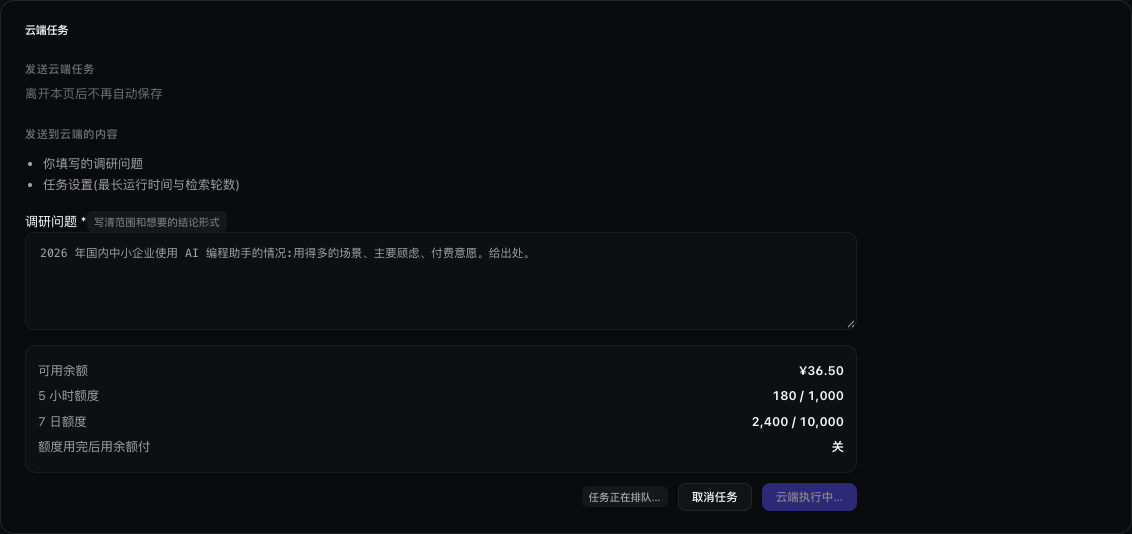 云端任务
发送云端任务
离开本页后不再自动保存
发送到云端的内容
• 你填写的调研问题
• 任务设置(最长运行时间与检索轮数)
调研问题 * 写清范围和想要的结论形式
2026 年国内中小企业使用 AI 编程助手的情况:用得多的场景、主要顾虑、付费意愿。给出处。
可用余额 ¥36.50
5 小时额度 180 / 1,000
7 日额度 2,400 / 10,000
额度用完后用余额付 关
任务正在排队… 取消任务 云端执行中…